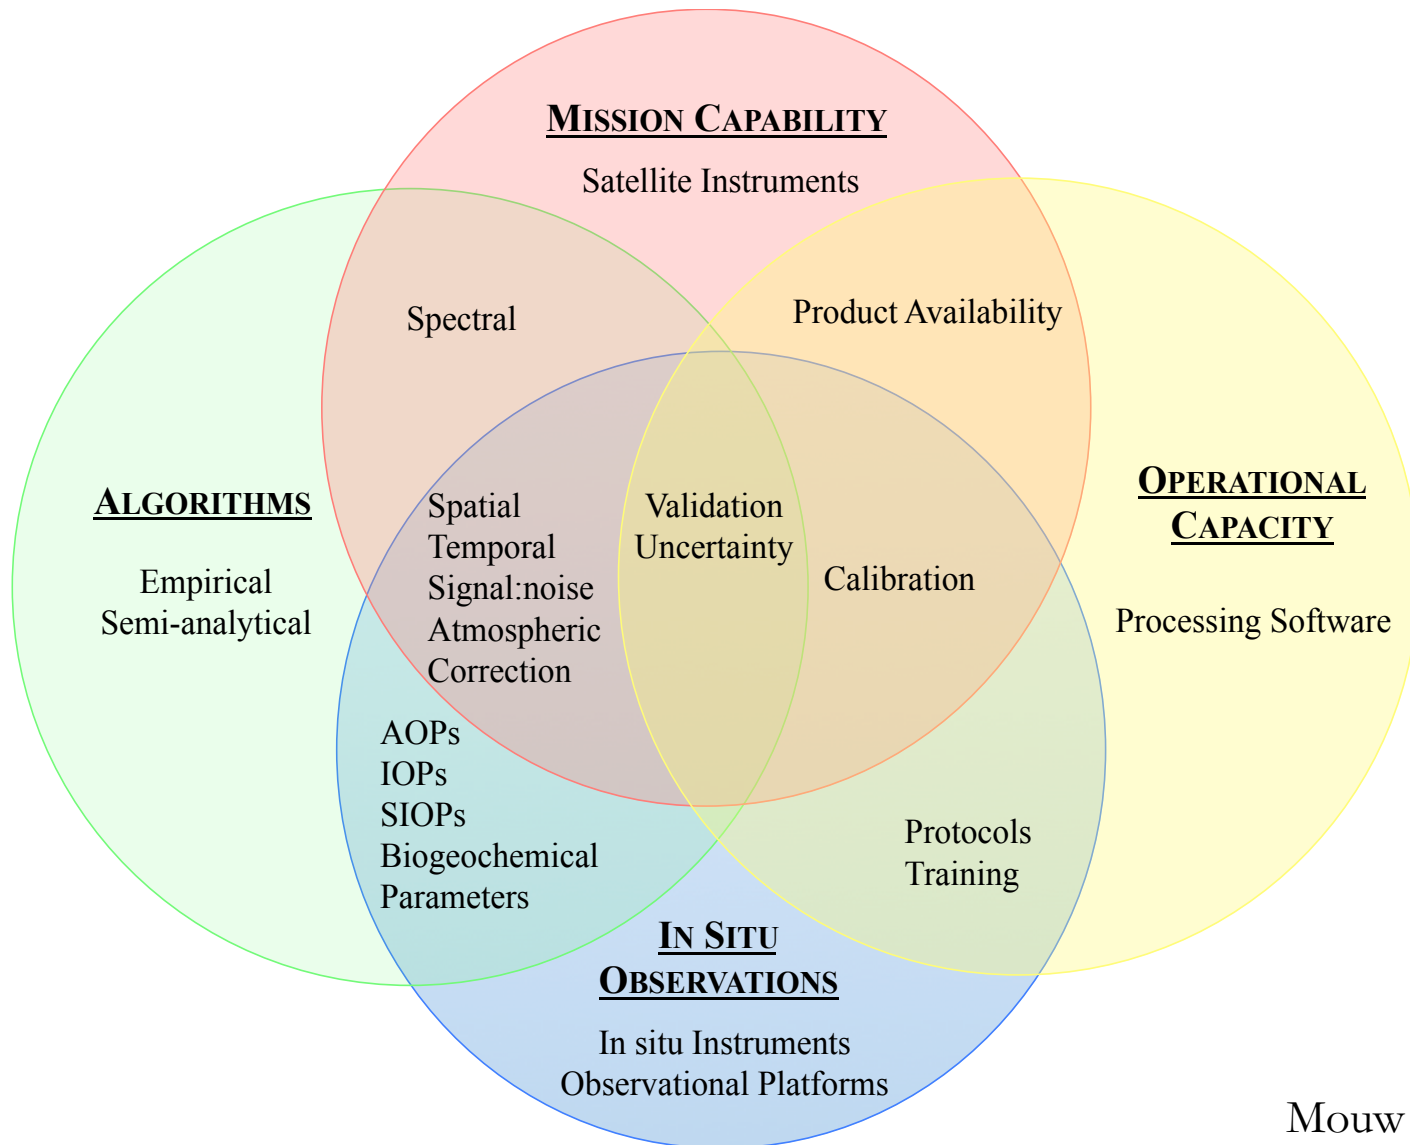 MISSION CAPABILITY
Satellite Instruments
Spectral
Product Availability
ALGORITHMS
Empirical
Semi-analytical
Spatial
Temporal
Signal:noise
Atmospheric
Correction
Validation
Uncertainty
Calibration
OPERATIONAL
CAPACITY
Processing Software
AOPs
IOPs
SIOPs
Biogeochemical
Parameters
Protocols
Training
IN SITU
OBSERVATIONS
In situ Instruments
Observational Platforms
Mouw